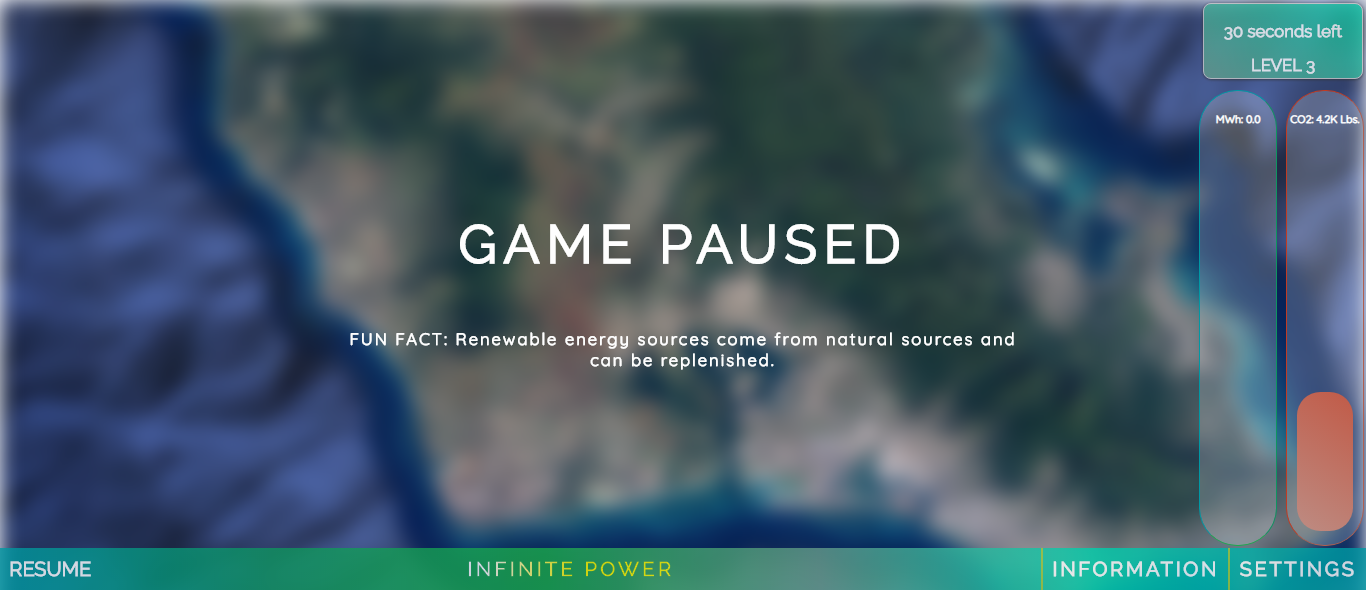 30 seconds left
LEVEL 3
MWh: 0.0
CO2: 4.2K Lbs.
GAME PAUSED
FUN FACT: Renewable energy sources come from natural sources and
can be replenished.
RESUME
INFINITE POWER
INFORMATION
SETTINGS